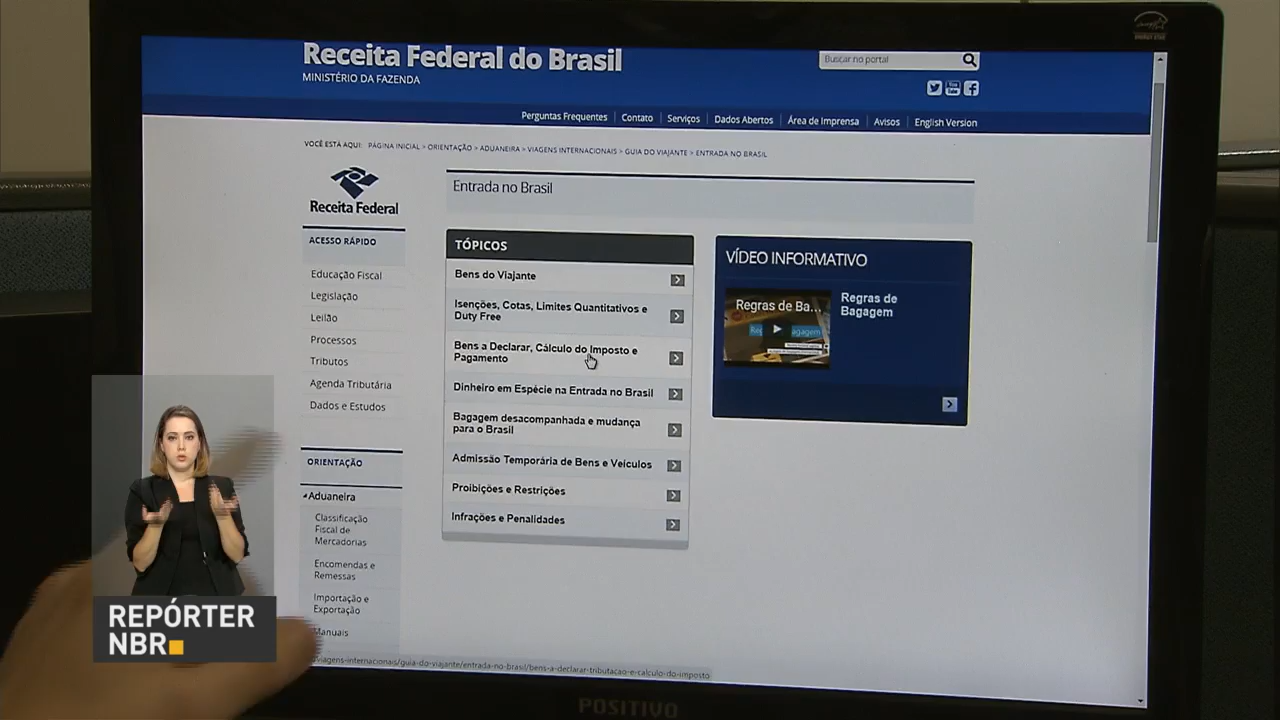 Receita Federal do Brasil
MINISTÉRIO DA FAZENDA
Buscar no portal
Perguntas Frequentes
Contato
Serviços
Dados Abertos
Área de Imprensa
Avisos
English Version
VOCÊ ESTÁ AQUI: PÁGINA INICIAL > ORIENTAÇÃO > ADUANEIRA > VIAGENS INTERNACIONAIS > GUIA DO VIAJANTE > ENTRADA NO BRASIL
Receita Federal
Entrada no Brasil
ACESSO RÁPIDO
Educação Fiscal
Legislação
Leilão
Processos
Tributos
Agenda Tributária
Dados e Estudos
ORIENTAÇÃO
Aduaneira
Classificação
Fiscal de
Mercadorias
Encomendas e
Remessas
Importação e
Exportação
Manuais
TÓPICOS
Bens do Viajante
Isenções, Cotas, Limites Quantitativos e
Duty Free
Bens a Declarar, Cálculo do Imposto e
Pagamento
Dinheiro em Espécie na Entrada no Brasil
Bagagem desacompanhada e mudança
para o Brasil
Admissão Temporária de Bens e Veículos
Proibições e Restrições
Infrações e Penalidades
VÍDEO INFORMATIVO
Regras de Ba...
Regras de
Bagagem
viagens-internacionais/guia-do-viajante/entrada-no-brasil/bens-a-declarar-tributacao-e-calculo-do-imposto
POSITIVO
REPÓRTER
NBR